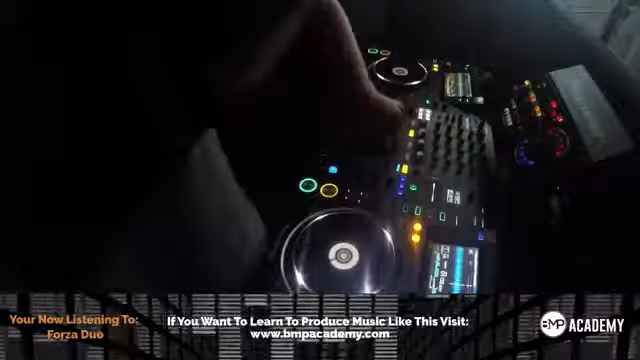 Your Now Listening To:
Forza Duo
If You Want To Learn To Produce Music Like This Visit:
www.bmpacademy.com
BMP ACADEMY